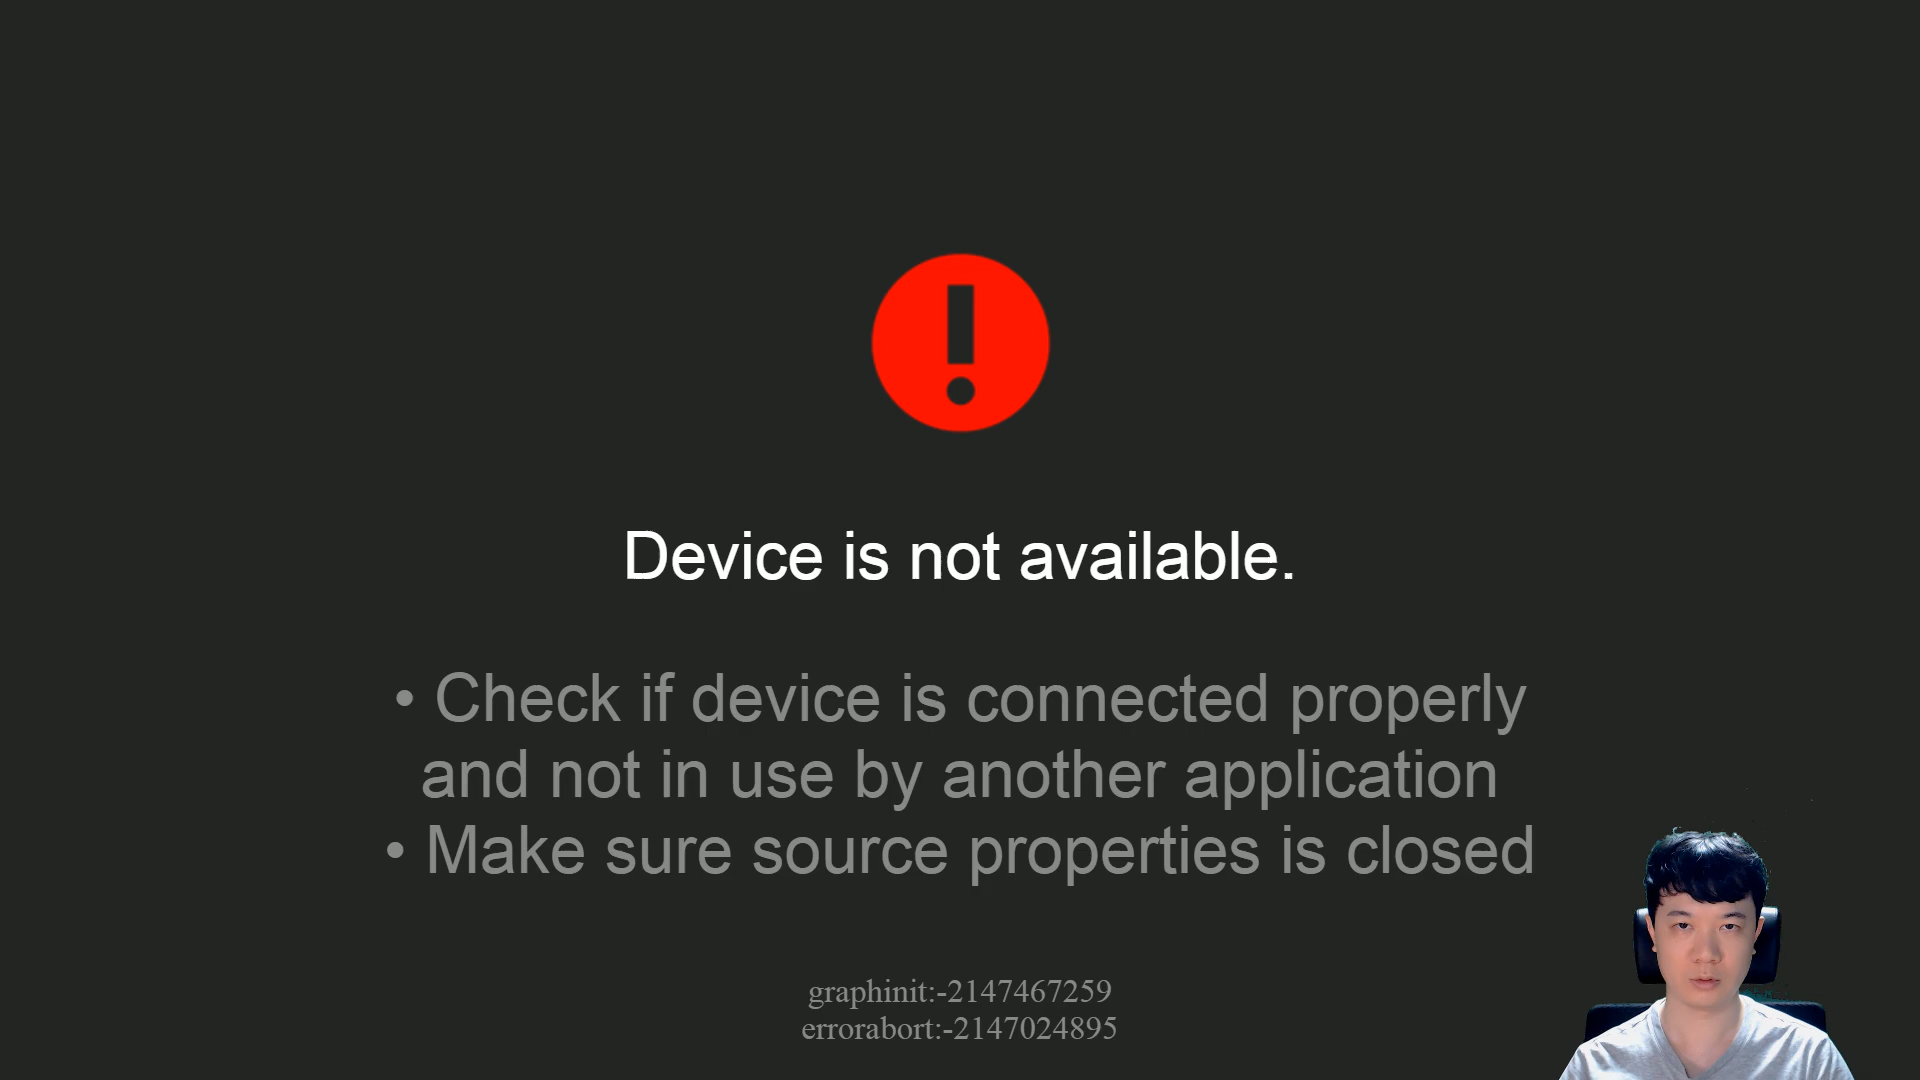 Device is not available.
• Check if device is connected properly
and not in use by another application
• Make sure source properties is closed
graphinit:-2147467259
errorabort:-2147024895